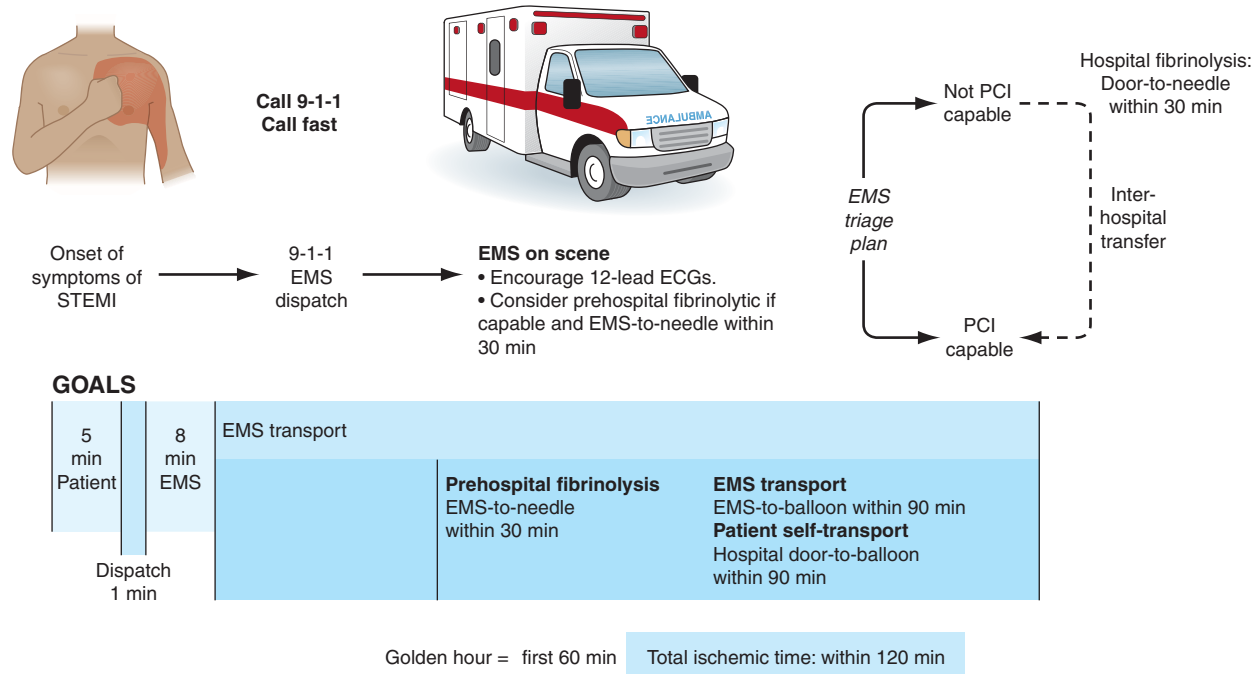 Call 9-1-1
Call fast
AMBULANCE
Onset of
symptoms of
STEMI
9-1-1
EMS
dispatch
EMS on scene
• Encourage 12-lead ECGs.
• Consider prehospital fibrinolytic if
capable and EMS-to-needle within
30 min
EMS
triage
plan
Not PCI
capable
Hospital fibrinolysis:
Door-to-needle
within 30 min
Inter-
hospital
transfer
PCI
capable
GOALS
5
min
Patient
Dispatch
1 min
8
min
EMS
EMS transport
Prehospital fibrinolysis
EMS-to-needle
within 30 min
EMS transport
EMS-to-balloon within 90 min
Patient self-transport
Hospital door-to-balloon
within 90 min
Golden hour = first 60 min
Total ischemic time: within 120 min